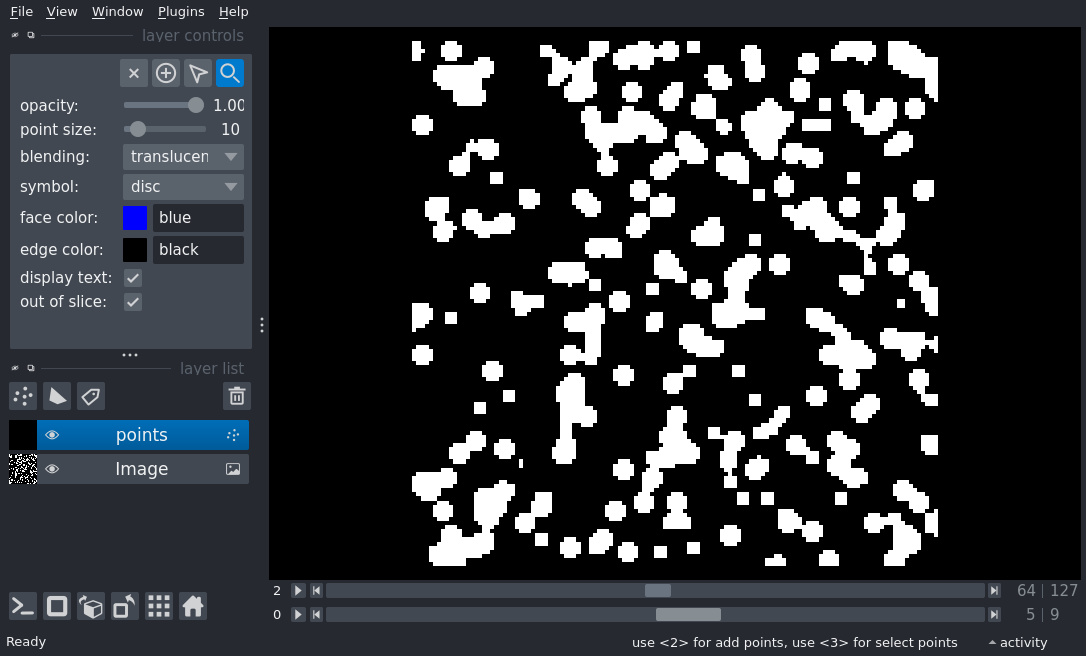 File View Window Plugins Help
layer controls
opacity: 1.00
point size: 10
blending: translucen
symbol: disc
face color: blue
edge color: black
display text:
out of slice:
layer list
points
Image
2 64 127
0 5 9
Ready use <2> for add points, use <3> for select points activity